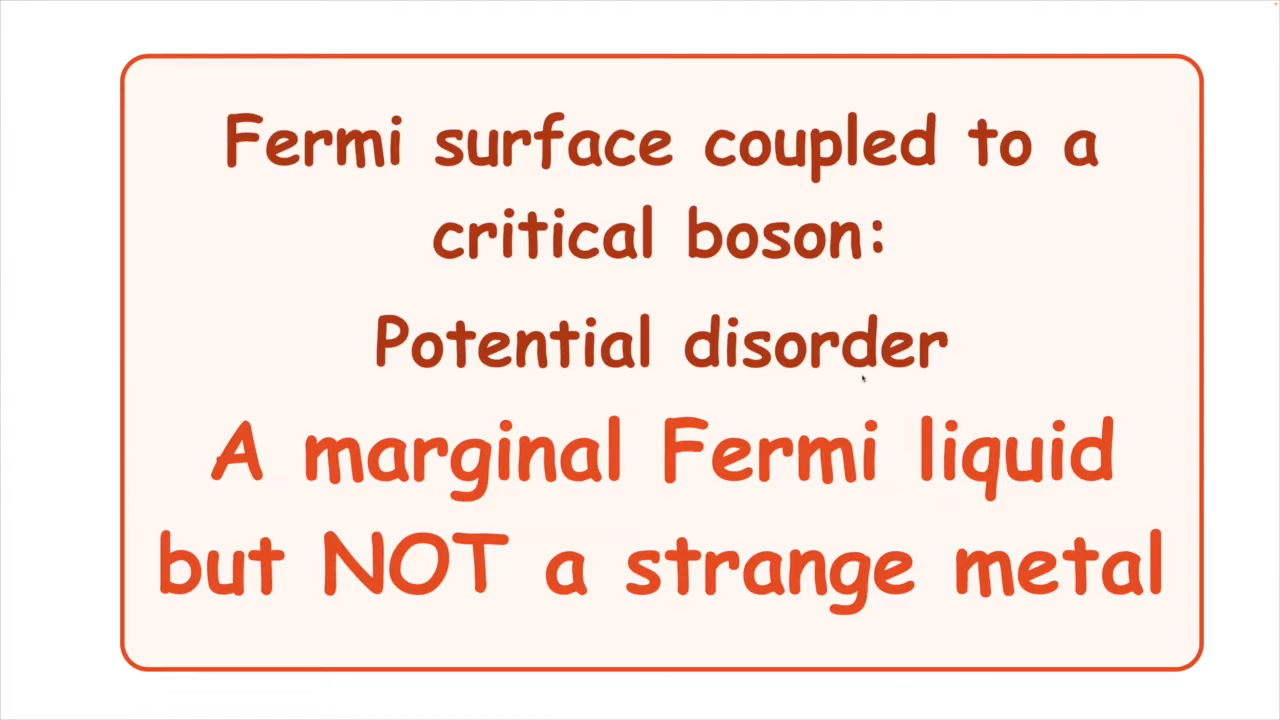 Fermi surface coupled to a
critical boson:
Potential disorder
A marginal Fermi liquid
but NOT a strange metal